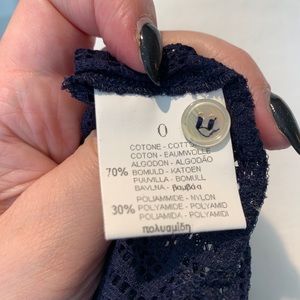 0
COTONE - COTTON
COTON - EAUMWOLLE
ALGODON - ALGODÃO
70% BOMULD - KATOEN
PUUVILLA - BOMULL
BAVLNA - βαμβάα
POLIAMMIDE - NYLON
30% POLYAMIDE - POLYAMID
POLIAMIDA - POLYAMIDI
πολυαμίδη